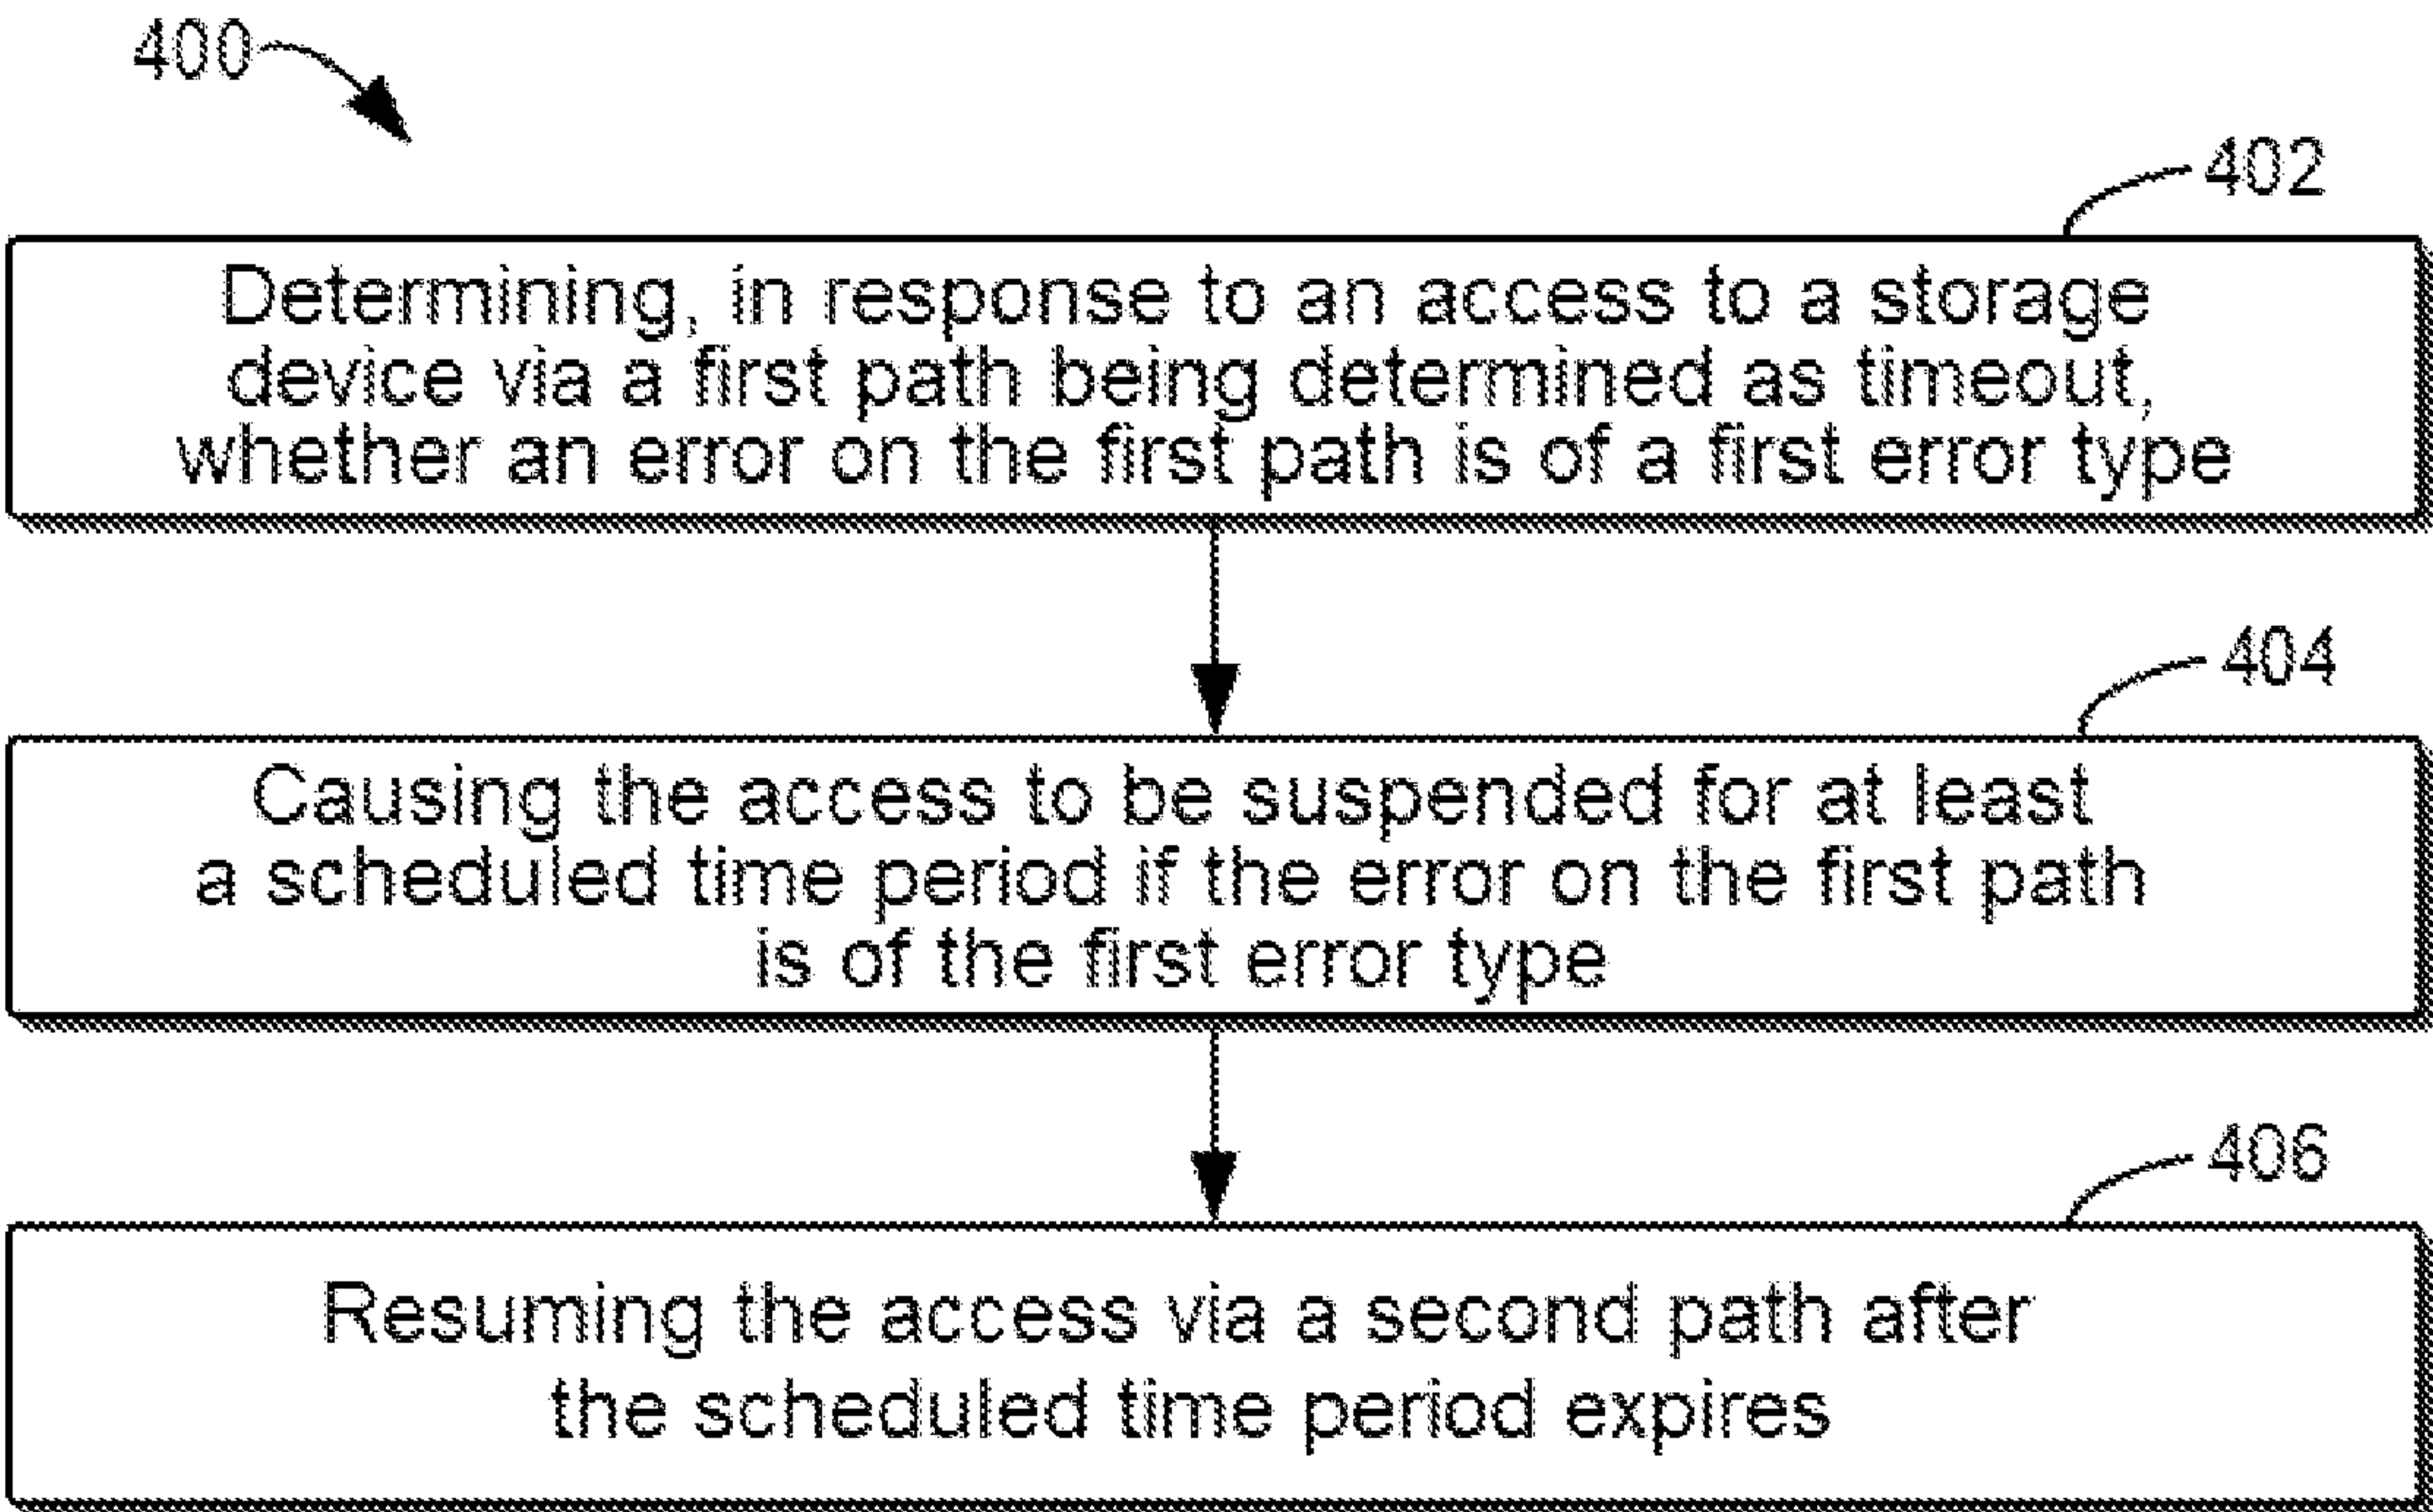 400
402
Determining, in response to an access to a storage
device via a first path being determined as timeout,
whether an error on the first path is of a first error type
404
Causing the access to be suspended for at least
a scheduled time period if the error on the first path
is of the first error type
406
Resuming the access via a second path after
the scheduled time period expires